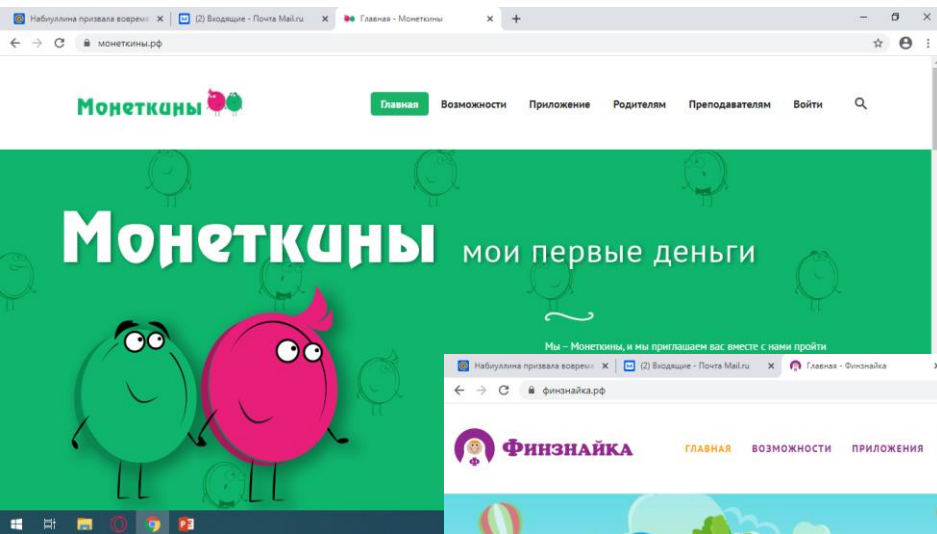 Набиуллина призвала вовреме
(2) Входящие - Почта Mail.ru
Главная - Монеткины
монеткины.рф
Монеткины
Главная
Возможности
Приложение
Родителям
Преподавателям
Войти
Монеткины
мои первые деньги
Мы – Монеткины, и мы приглашаем вас вместе с нами пройти
Набиуллина призвала вовреме
(2) Входящие - Почта Mail.ru
Главная - Финзнайка
финзнайка.рф
Финзнайка
ГЛАВНАЯ
ВОЗМОЖНОСТИ
ПРИЛОЖЕНИЯ